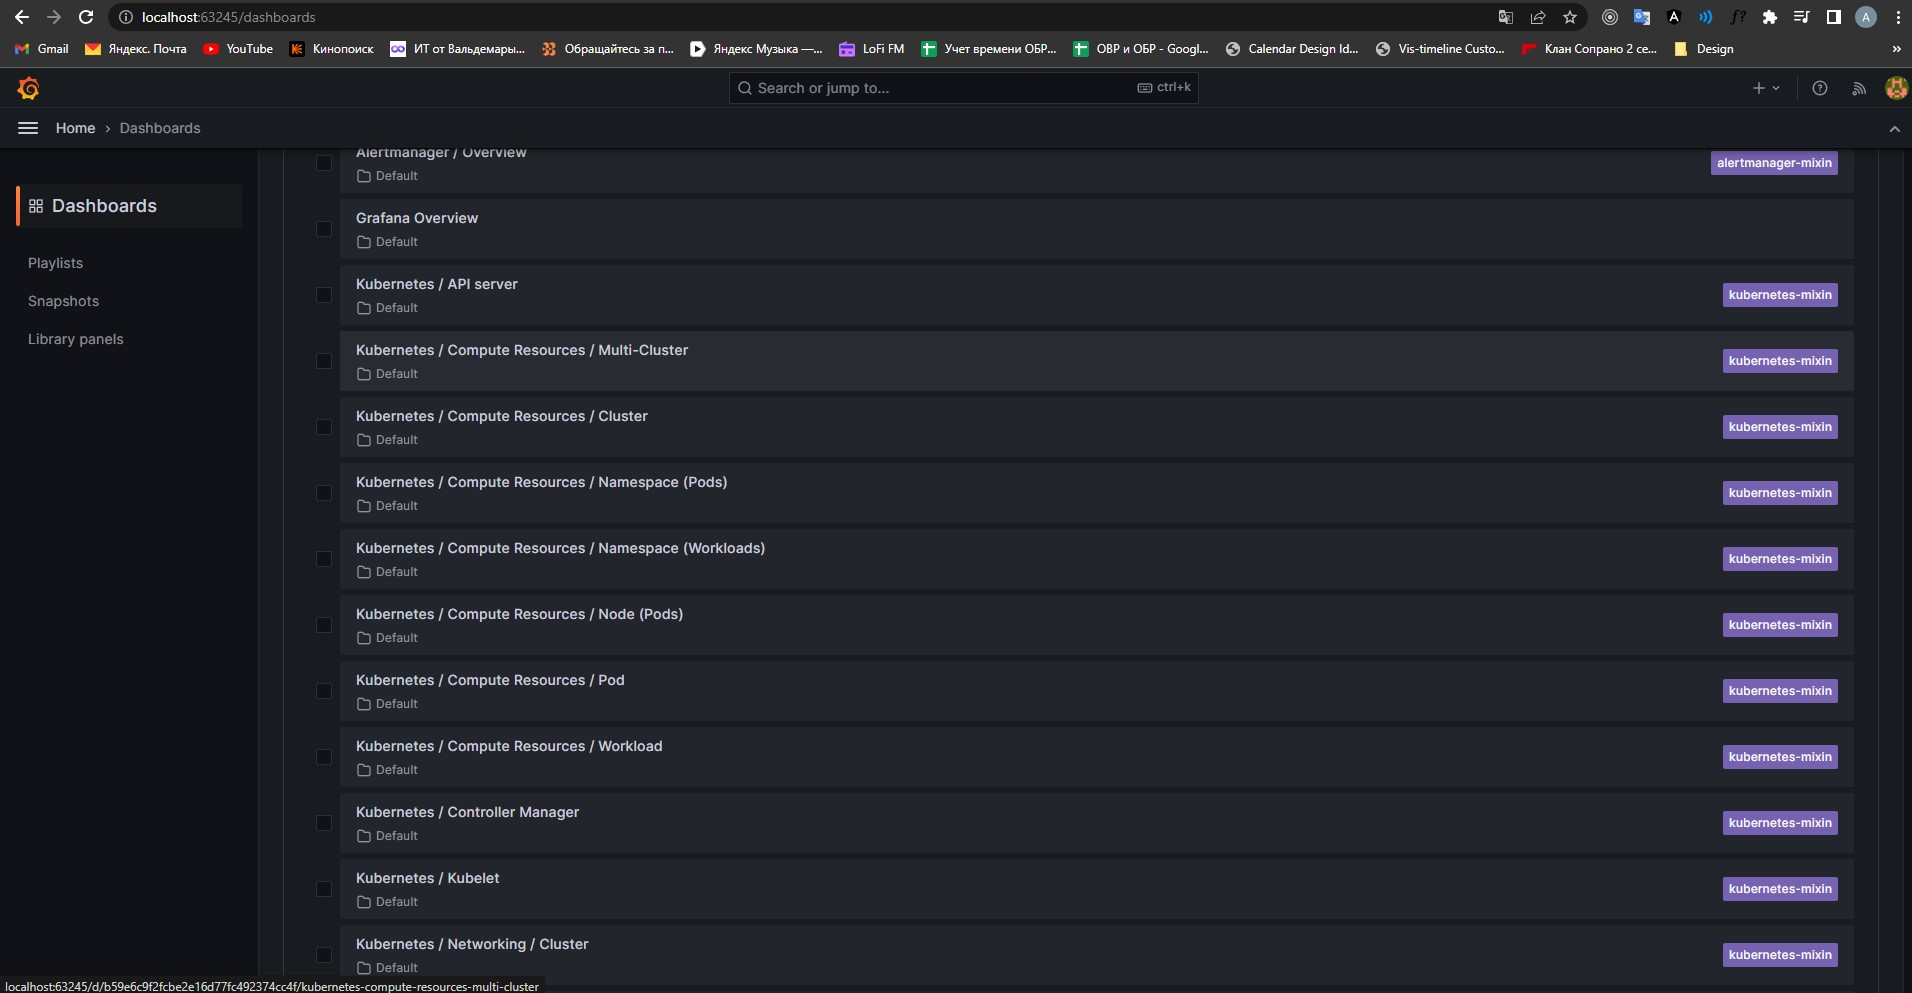 localhost:63245/dashboards
Gmail
Яндекс. Почта
YouTube
Кинопоиск
ИТ от Вальдемары...
Обращайтесь за п...
Яндекс Музыка —...
LoFi FM
Учет времени ОБР...
ОВР и ОБР - Googl...
Calendar Design Id...
Vis-timeline Custo...
Клан Сопрано 2 се...
Design
»
Search or jump to...
ctrl+k
Home › Dashboards
Dashboards
Playlists
Snapshots
Library panels
Alertmanager / Overview
Default
alertmanager-mixin
Grafana Overview
Default
Kubernetes / API server
Default
kubernetes-mixin
Kubernetes / Compute Resources / Multi-Cluster
Default
kubernetes-mixin
Kubernetes / Compute Resources / Cluster
Default
kubernetes-mixin
Kubernetes / Compute Resources / Namespace (Pods)
Default
kubernetes-mixin
Kubernetes / Compute Resources / Namespace (Workloads)
Default
kubernetes-mixin
Kubernetes / Compute Resources / Node (Pods)
Default
kubernetes-mixin
Kubernetes / Compute Resources / Pod
Default
kubernetes-mixin
Kubernetes / Compute Resources / Workload
Default
kubernetes-mixin
Kubernetes / Controller Manager
Default
kubernetes-mixin
Kubernetes / Kubelet
Default
kubernetes-mixin
Kubernetes / Networking / Cluster
Default
kubernetes-mixin
localhost:63245/d/b59e6c9f2fcbe2e16d77fc492374cc4f/kubernetes-compute-resources-multi-cluster